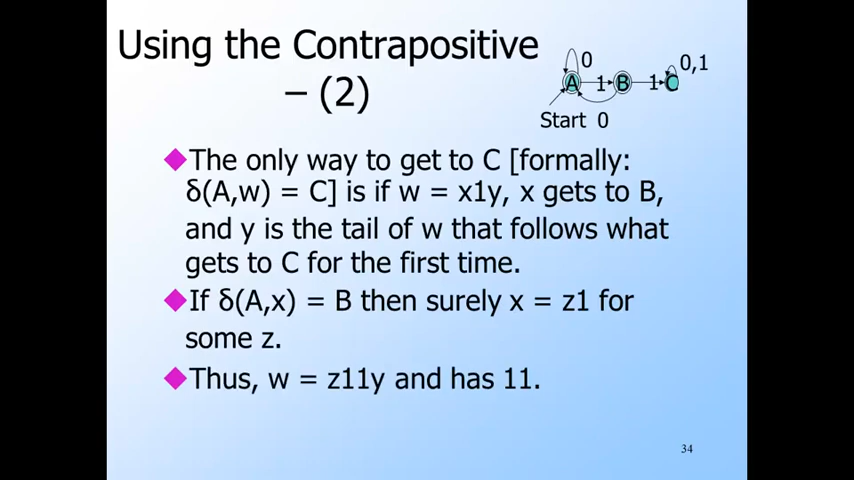 Using the Contrapositive
– (2)
0
0,1
A 1 B 1 C
Start 0
The only way to get to C [formally:
δ(A,w) = C] is if w = x1y, x gets to B,
and y is the tail of w that follows what
gets to C for the first time.
If δ(A,x) = B then surely x = z1 for
some z.
Thus, w = z11y and has 11.
34